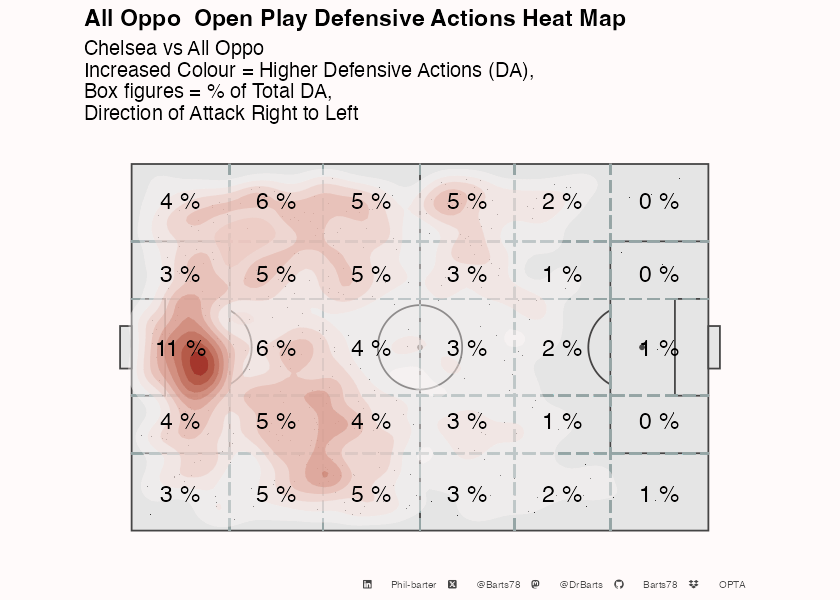 All Oppo  Open Play Defensive Actions Heat Map
Chelsea vs All Oppo
Increased Colour = Higher Defensive Actions (DA),
Box figures = % of Total DA,
Direction of Attack Right to Left
4 % 6 % 5 % 5 % 2 % 0 %
3 % 5 % 5 % 3 % 1 % 0 %
11 % 6 % 4 % 3 % 2 % 1 %
4 % 5 % 4 % 3 % 1 % 0 %
3 % 5 % 5 % 3 % 2 % 1 %
Phil-barter @Barts78 @DrBarts Barts78 OPTA